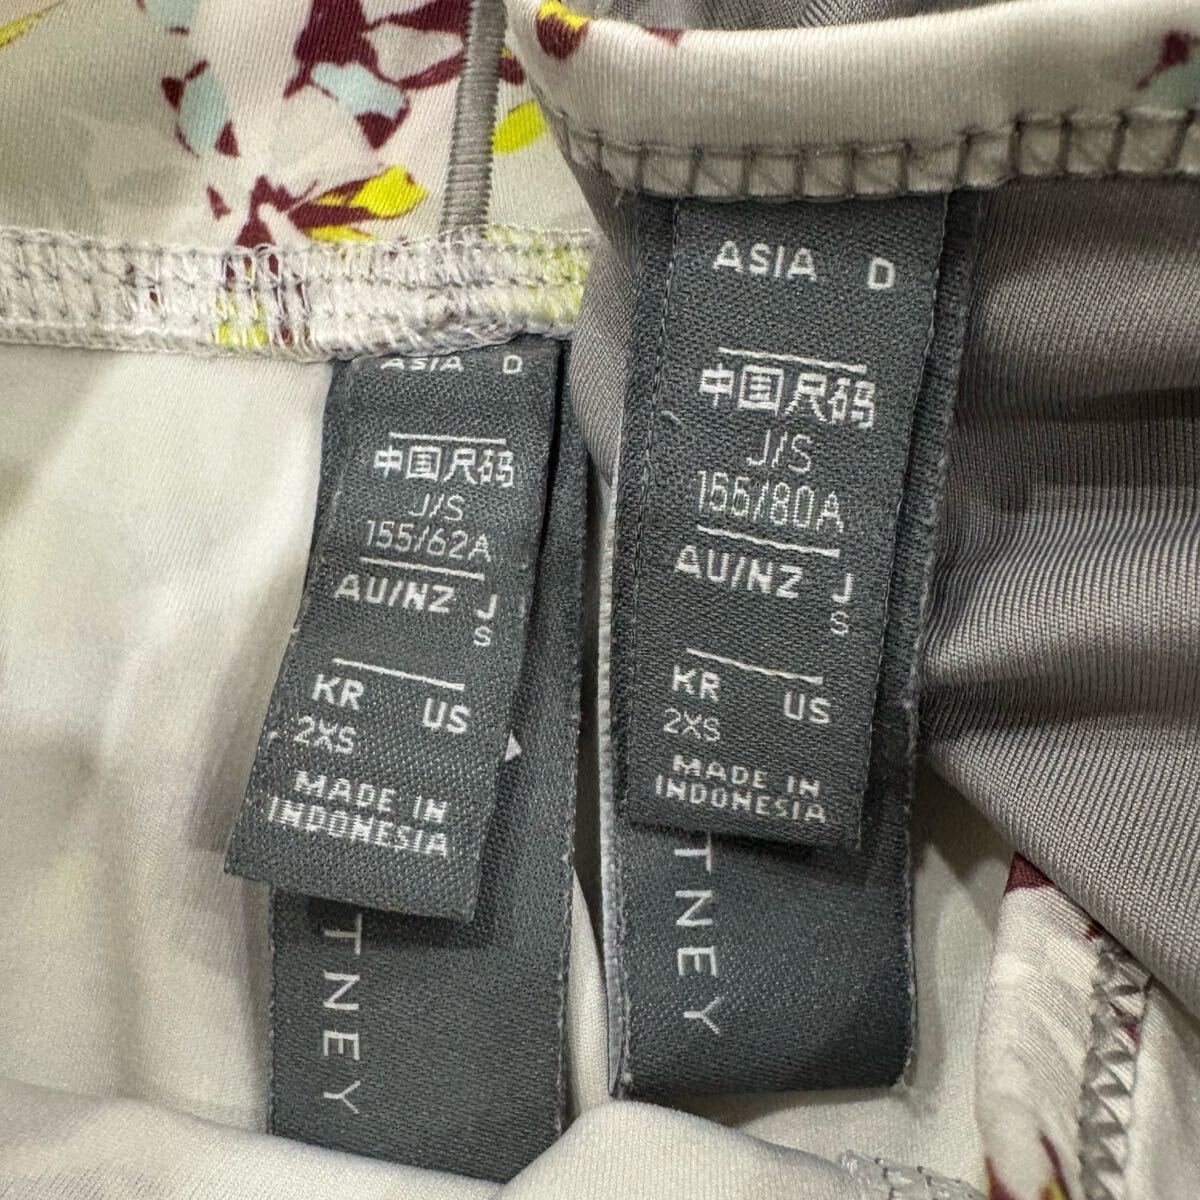 ASIA D
中国尺码
J/S
155/62A
AU/NZ J
S
KR US
2XS
MADE IN
INDONESIA
TNEY
ASIA D
中国尺码
J/S
155/80A
AU/NZ J
S
KR US
2XS
MADE IN
INDONESIA
TNEY